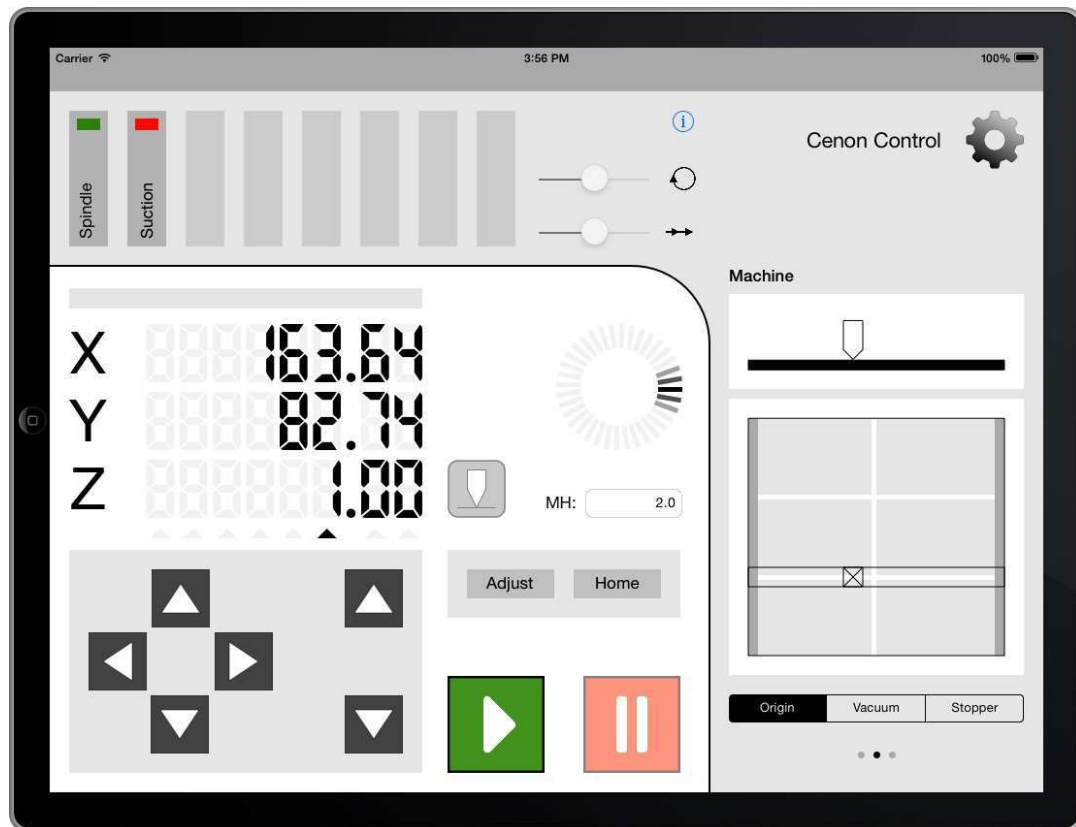 Carrier 3:56 PM 100%
Spindle
Suction
i
Cenon Control
Machine
X 163.64
Y 82.74
Z 1.00
MH: 2.0
Adjust Home
Origin Vacuum Stopper